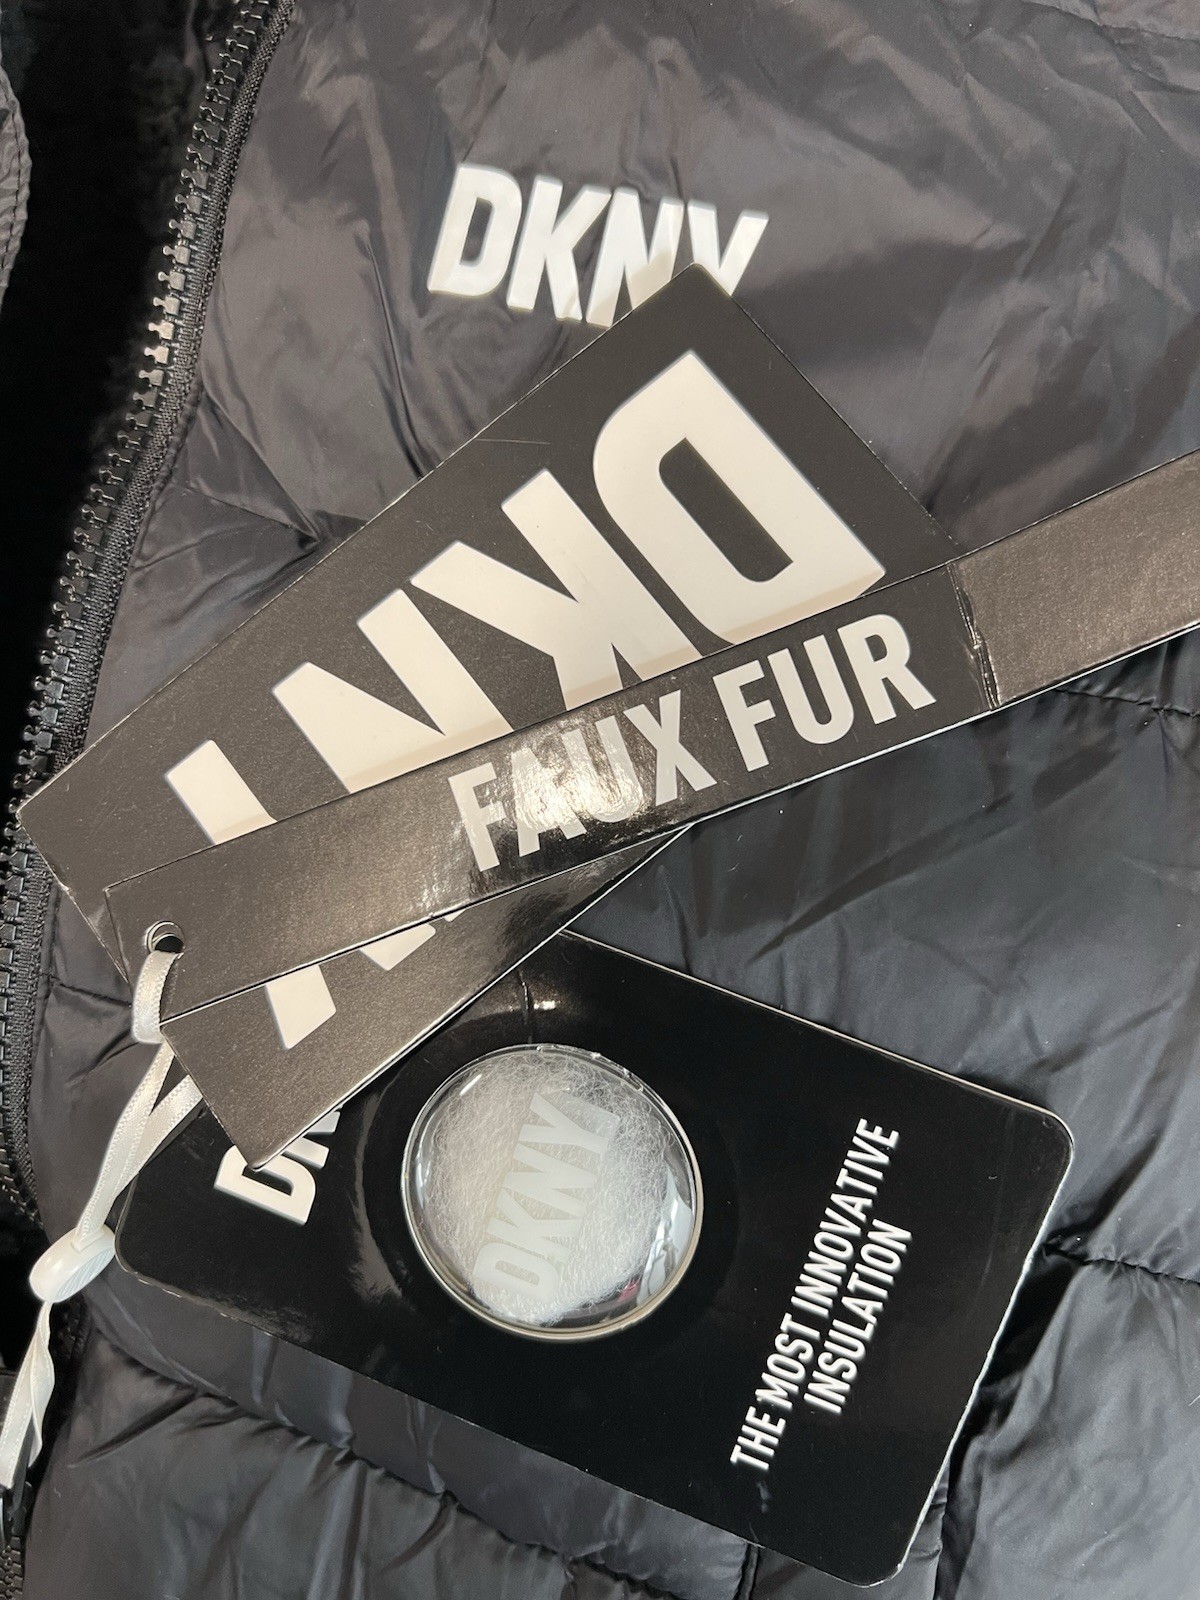 DKNY
DKNY
FAUX FUR
DKNY
THE MOST INNOVATIVE
INSULATION